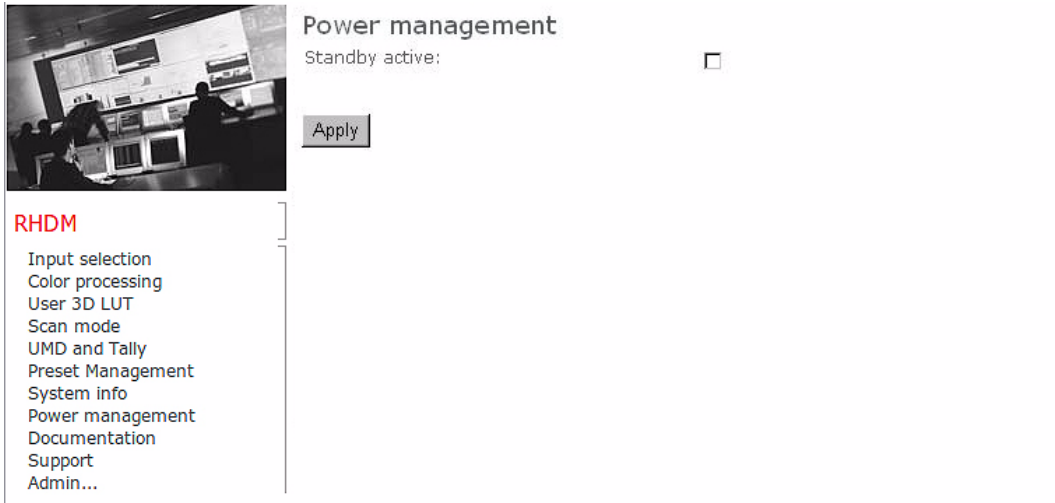 Power management
Standby active:
Apply
RHDM
Input selection
Color processing
User 3D LUT
Scan mode
UMD and Tally
Preset Management
System info
Power management
Documentation
Support
Admin...